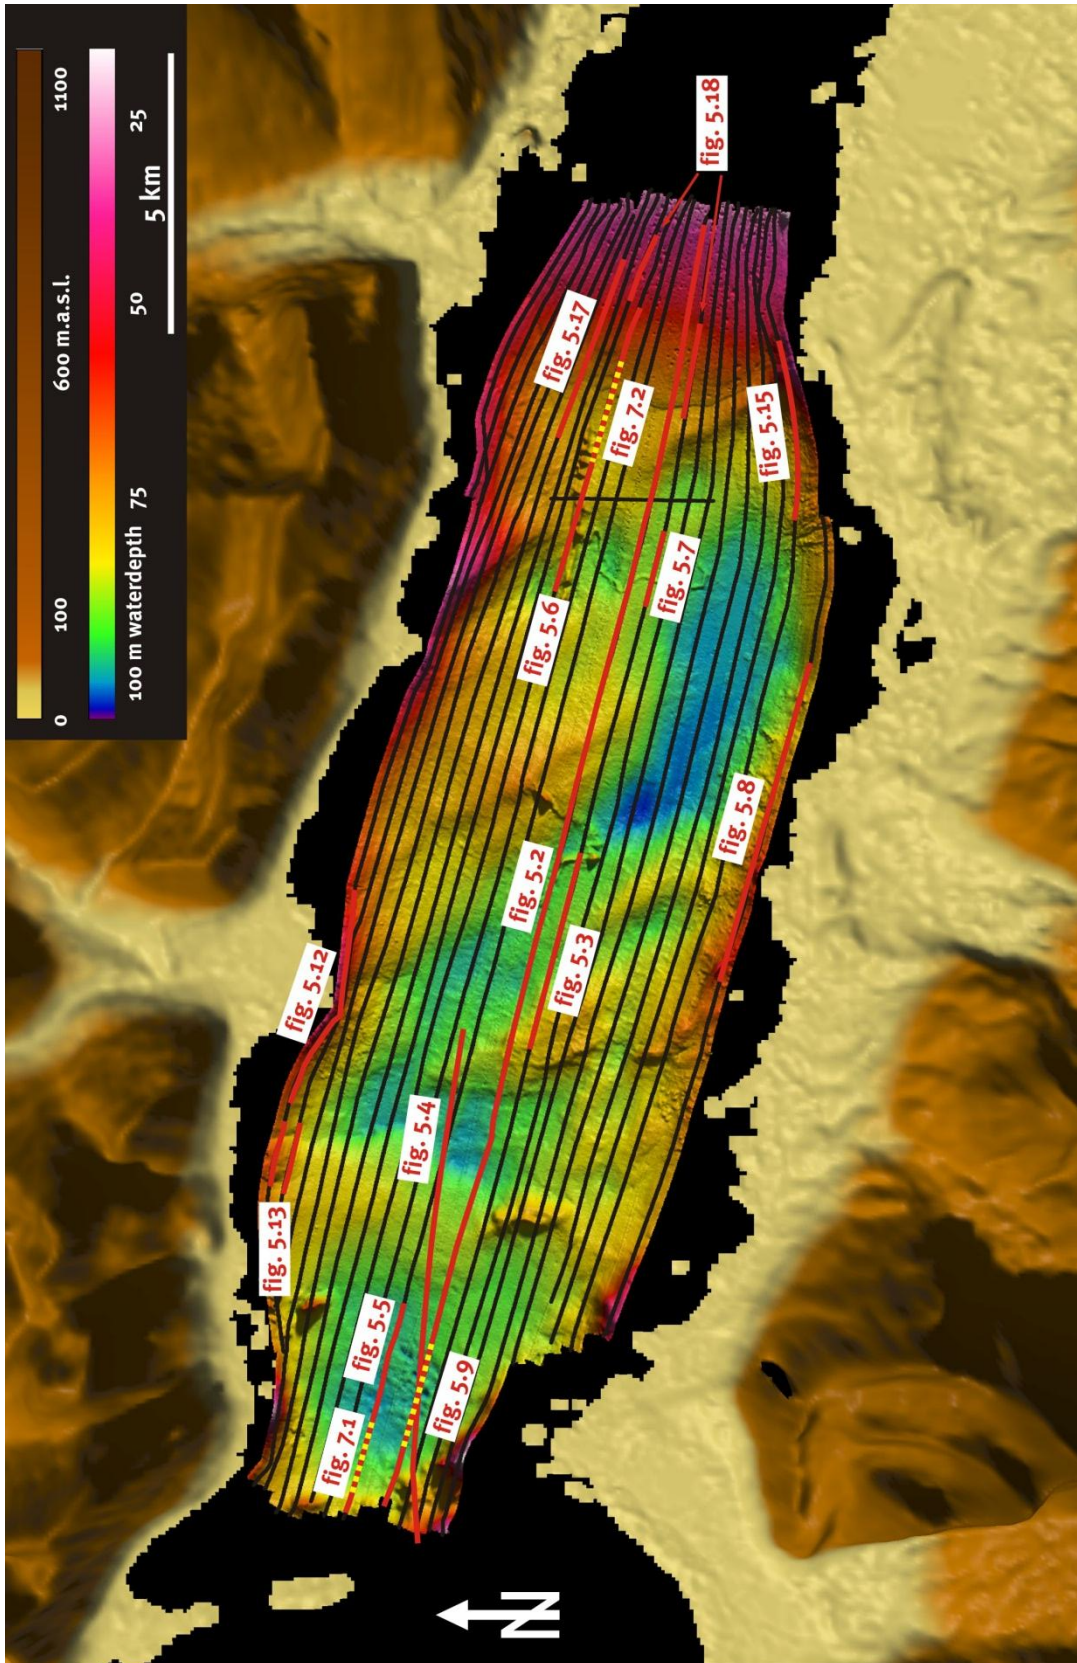 0 100 600 m.a.s.l. 1100
100 m waterdepth 75 50 25
5 km
fig. 5.18
fig. 5.17
fig. 7.2
fig. 5.15
fig. 5.6
fig. 5.7
fig. 5.2
fig. 5.8
fig. 5.3
fig. 5.12
fig. 5.4
fig. 5.13
fig. 5.5
fig. 5.9
fig. 7.1
N